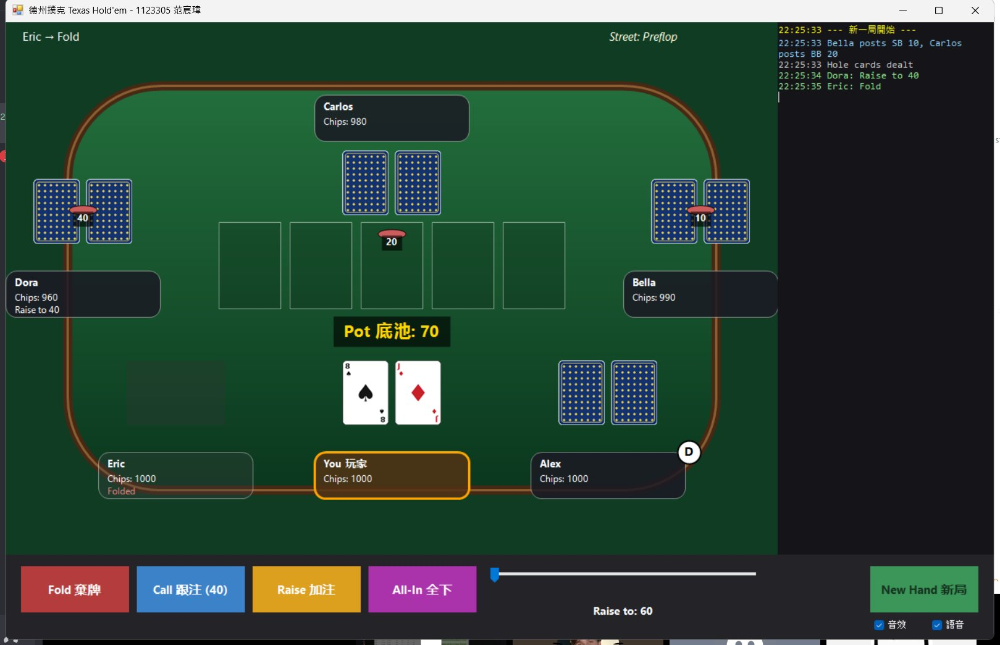 德州撲克 Texas Hold'em - 1123305 范宸瑋
Eric → Fold
Street: Preflop
22:25:33 --- 新一局開始 ---
22:25:33 Bella posts SB 10, Carlos
posts BB 20
22:25:33 Hole cards dealt
22:25:34 Dora: Raise to 40
22:25:35 Eric: Fold
Carlos
Chips: 980
40
20
10
Dora
Chips: 960
Raise to 40
Bella
Chips: 990
Pot 底池: 70
8
8
J
J
Eric
Chips: 1000
Folded
You 玩家
Chips: 1000
Alex
Chips: 1000
D
Fold 棄牌
Call 跟注 (40)
Raise 加注
All-In 全下
Raise to: 60
New Hand 新局
音效
語音